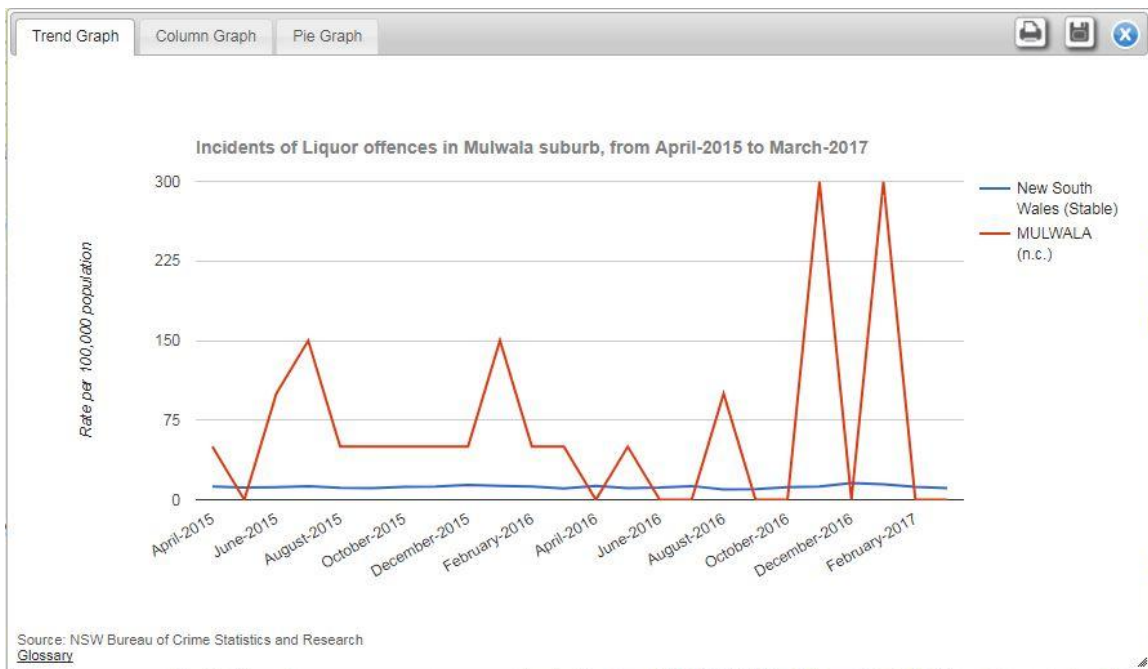 Trend Graph
Column Graph
Pie Graph
Incidents of Liquor offences in Mulwala suburb, from April-2015 to March-2017
Rate per 100,000 population
300
225
150
75
0
April-2015
June-2015
August-2015
October-2015
December-2015
February-2016
April-2016
June-2016
August-2016
October-2016
December-2016
February-2017
New South
Wales (Stable)
MULWALA
(n.c.)
Source: NSW Bureau of Crime Statistics and Research
Glossary